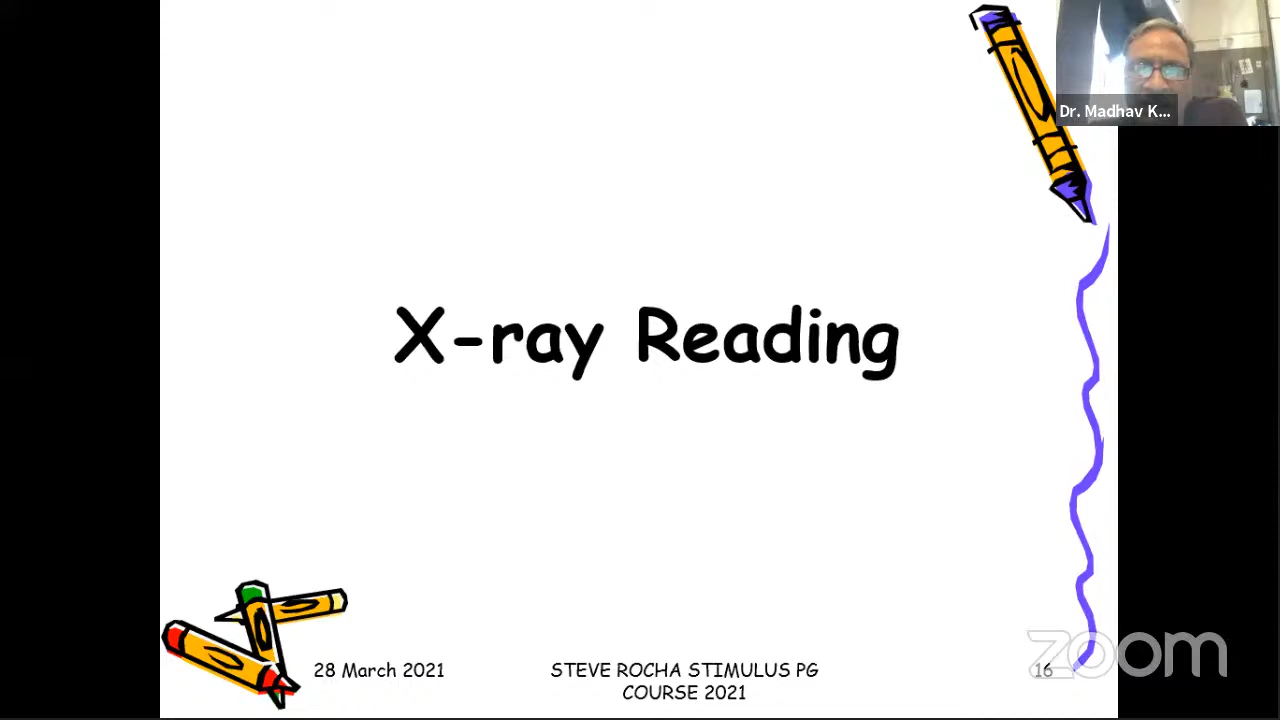 Dr. Madhav K...
X-ray Reading
28 March 2021
STEVE ROCHA STIMULUS PG
COURSE 2021
16
zoom